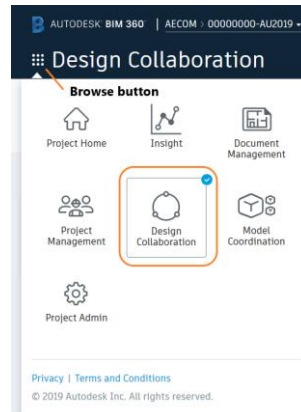 AUTODESK BIM 360 | AECOM > 00000000-AU2019
Design Collaboration
Browse button
Project Home
Insight
Document
Management
Project
Management
Design
Collaboration
Model
Coordination
Project Admin
Privacy | Terms and Conditions
© 2019 Autodesk Inc. All rights reserved.